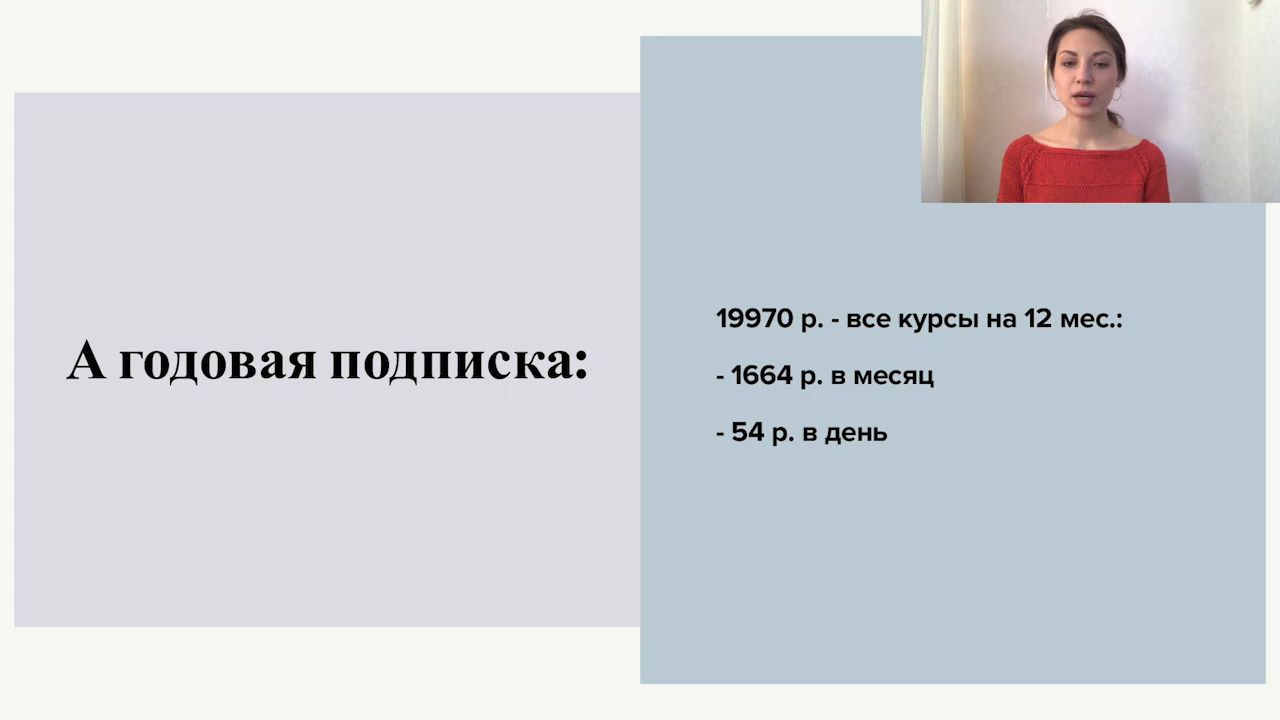 А годовая подписка:
19970 р. - все курсы на 12 мес.:
- 1664 р. в месяц
- 54 р. в день